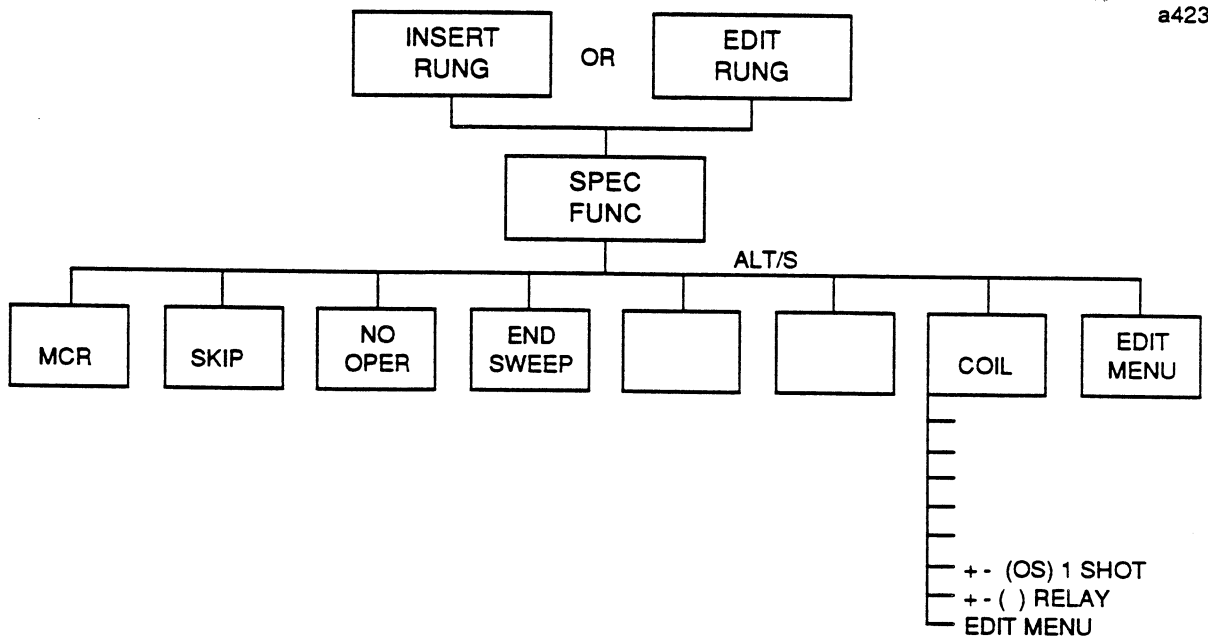 a423
INSERT
RUNG
OR
EDIT
RUNG
SPEC
FUNC
ALT/S
MCR
SKIP
NO
OPER
END
SWEEP
COIL
EDIT
MENU
+ - (OS) 1 SHOT
+ - ( ) RELAY
EDIT MENU